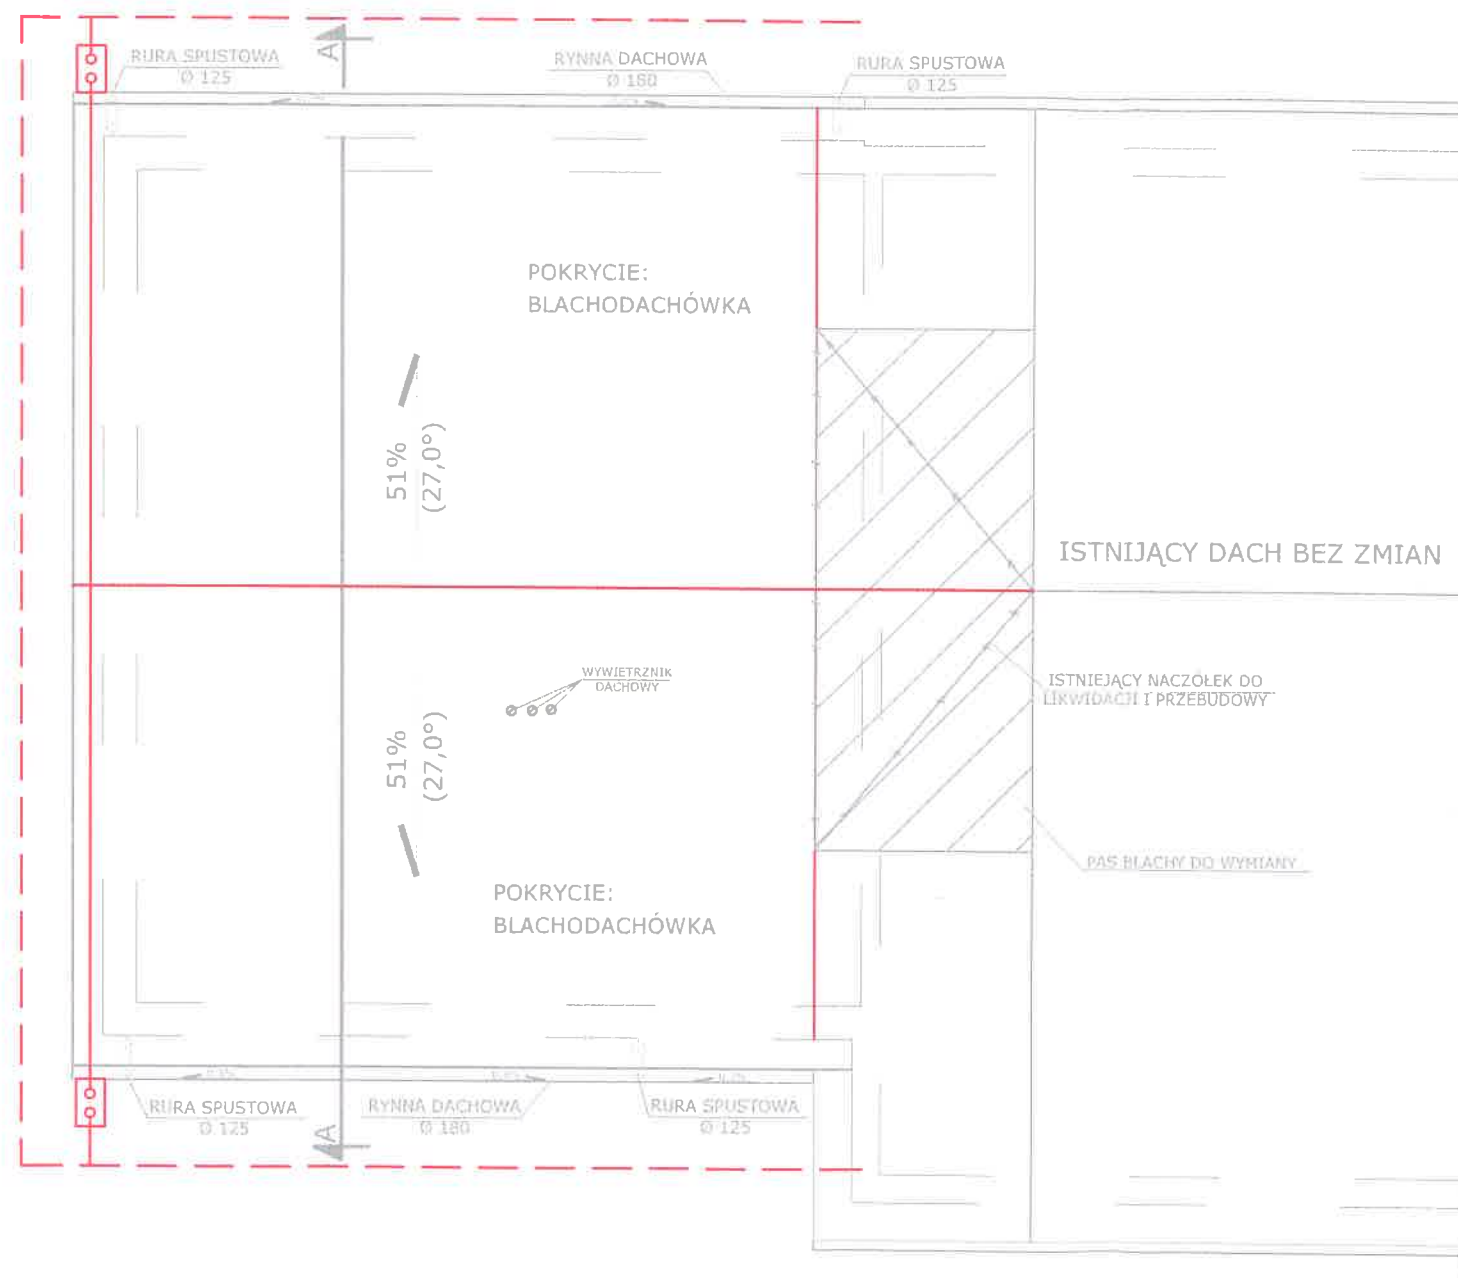 RURA SPUSTOWA
Ø 125
A
RYNNA DACHOWA
Ø 180
RURA SPUSTOWA
Ø 125
POKRYCIE:
BLACHODACHÓWKA
51%
(27,0°)
ISTNIJĄCY DACH BEZ ZMIAN
WYWIETRZNIK
DACHOWY
ISTNIEJĄCY NACZÓŁEK DO
LIKWIDACJI I PRZEBUDOWY
51%
(27,0°)
PAS BLACHY DO WYMIANY
POKRYCIE:
BLACHODACHÓWKA
RURA SPUSTOWA
Ø 125
A
RYNNA DACHOWA
Ø 180
RURA SPUSTOWA
Ø 125